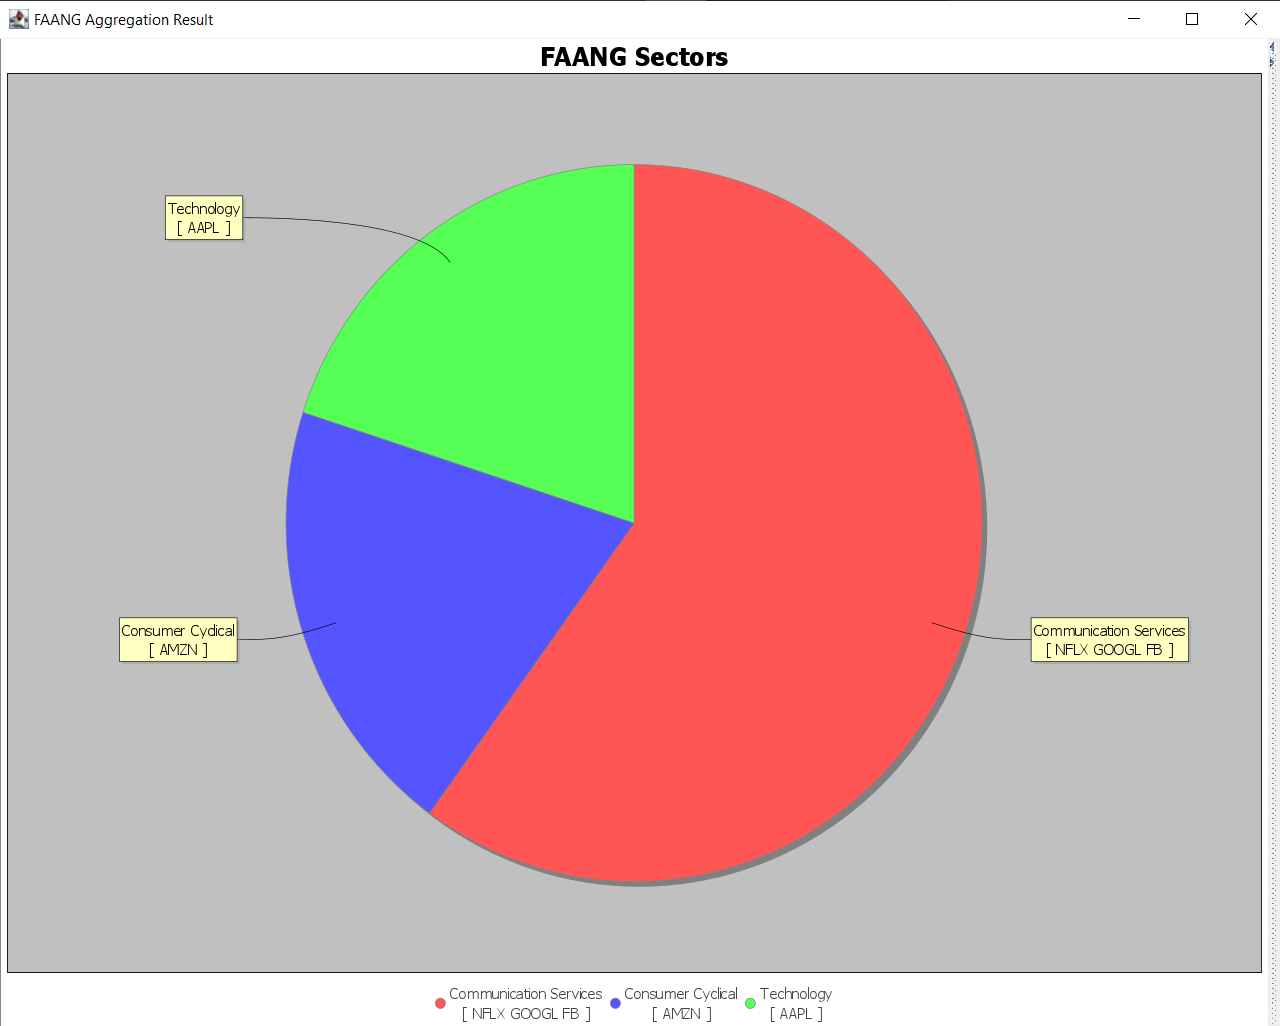 FAANG Aggregation Result
FAANG Sectors
Technology
[ AAPL ]
Consumer Cyclical
[ AMZN ]
Communication Services
[ NFLX GOOGL FB ]
Communication Services
[ NFLX GOOGL FB ]
Consumer Cyclical
[ AMZN ]
Technology
[ AAPL ]